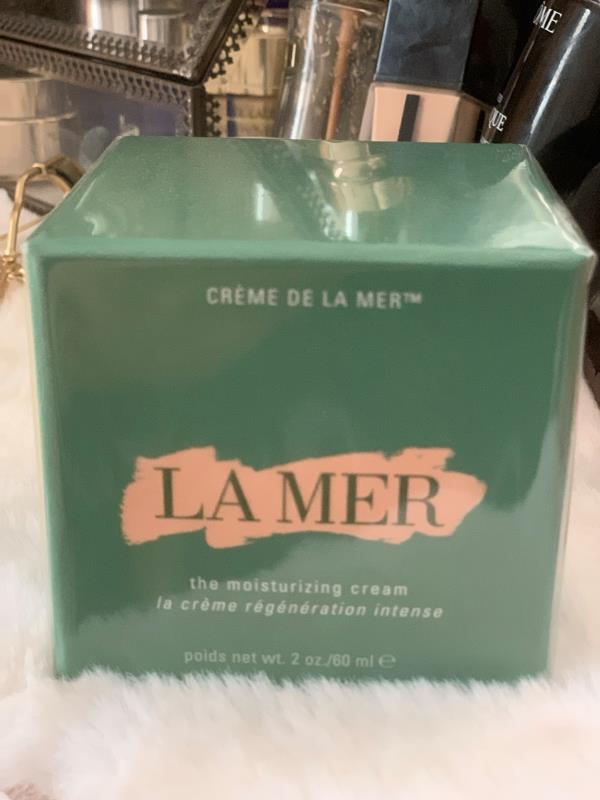 CRÈME DE LA MER™
LA MER
the moisturizing cream
la crème régénération intense
poids net wt. 2 oz./60 ml ℮